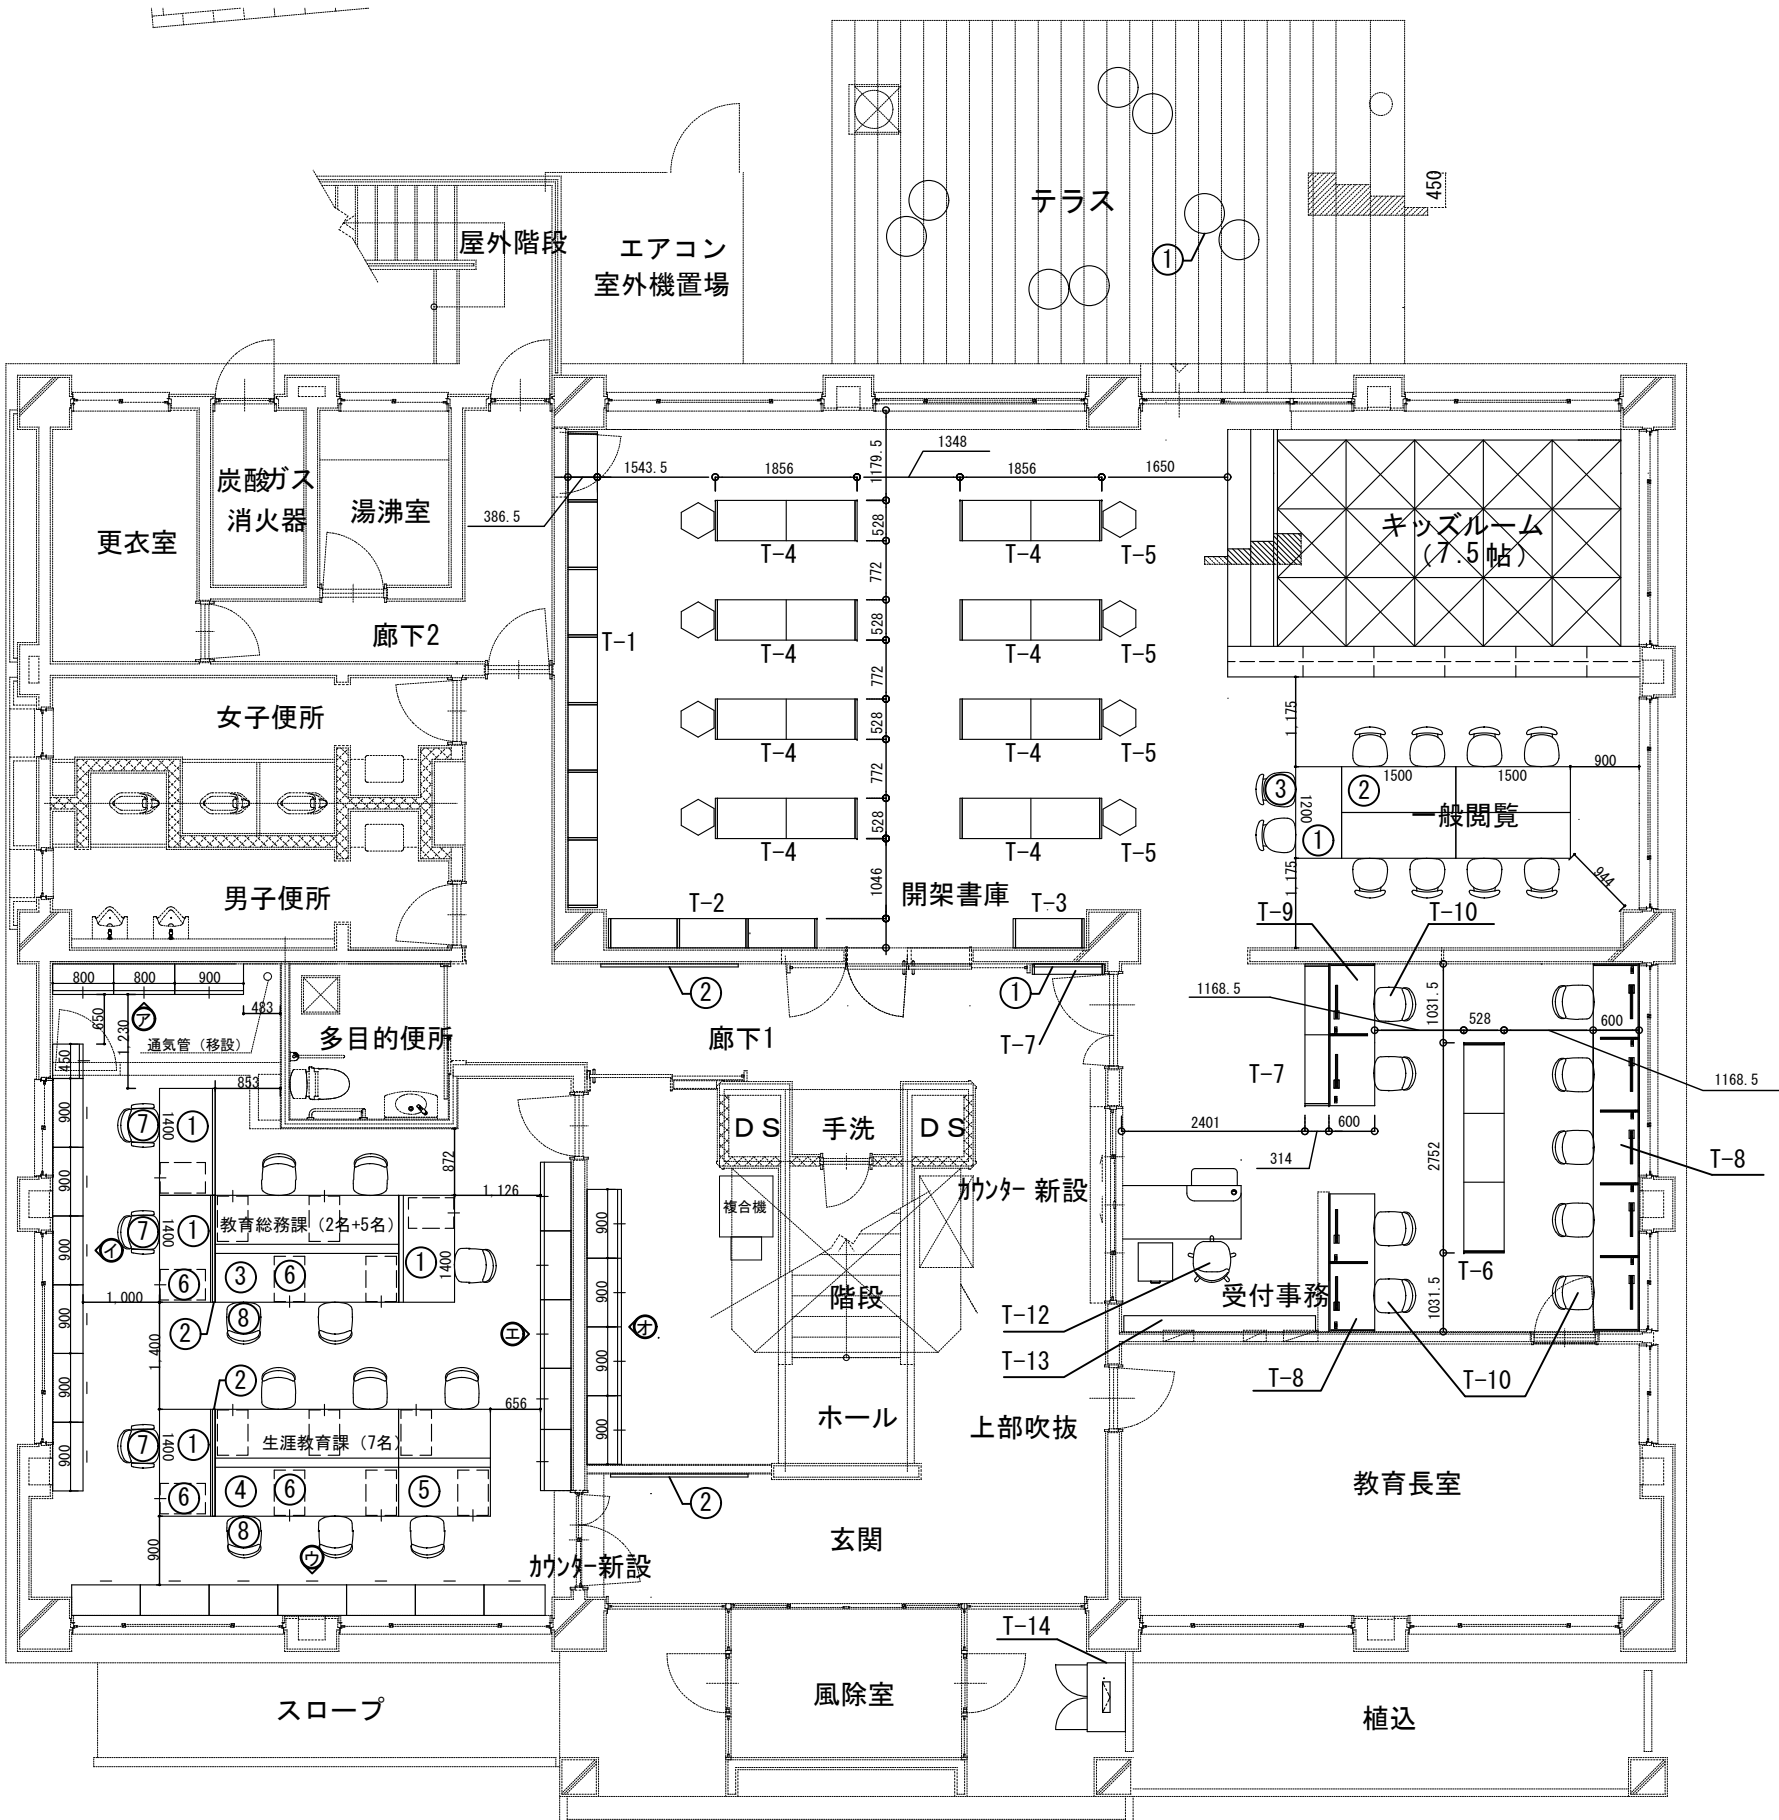 450
テラス
①
屋外階段
エアコン
室外機置場
1543.5
1856
1179.5
1348
1856
1650
386.5
炭酸ガス
消火器
湯沸室
更衣室
キッズルーム
(7.5帖)
528
T-4
T-4
T-5
772
廊下2
T-1
528
T-4
T-4
T-5
772
女子便所
528
T-4
T-4
T-5
1,175
900
1500
1500
③
②
772
1200
一般閲覧
528
T-4
T-4
T-5
①
1,175
944
1046
男子便所
開架書庫
T-2
T-3
T-9
T-10
800
800
900
②
①
483
650
1,230
ア
通気管（移設）
多目的便所
廊下1
T-7
1168.5
1031.5
528
600
450
853
T-7
1168.5
900
⑦
1400
①
DS
手洗
DS
2401
600
314
2752
T-8
872
900
1,126
教育総務課（2名+5名）
複合機
カウンター 新設
900
⑦
1400
①
イ
900
⑥
③
⑥
①
1400
T-6
1,000
900
階段
受付事務
1031.5
②
⑧
エ
オ
T-12
900
1,400
900
T-13
T-8
T-10
900
②
656
ホール
上部吹抜
900
⑦
1400
①
生涯教育課（7名）
900
⑥
④
⑥
⑤
教育長室
②
⑧
900
ウ
カウンター新設
玄関
T-14
スロープ
風除室
植込